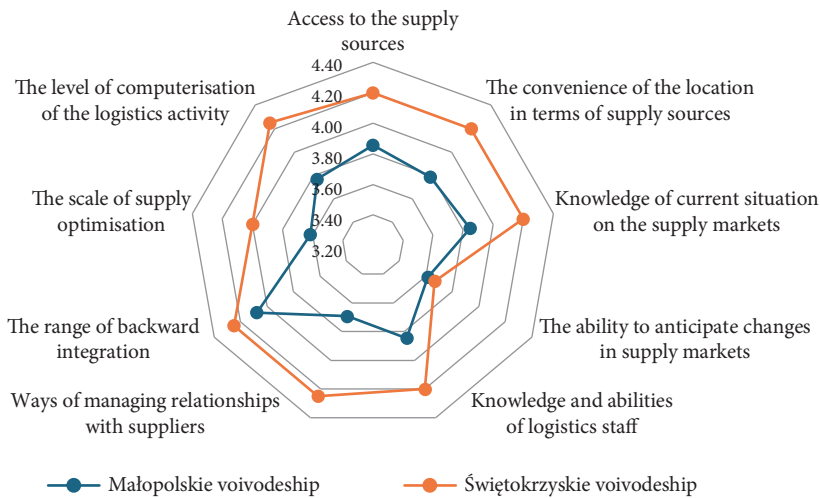 Access to the supply
sources
The convenience of the location
in terms of supply sources
Knowledge of current situation
on the supply markets
The ability to anticipate changes
in supply markets
Knowledge and abilities
of logistics staff
Ways of managing relationships
with suppliers
The range of backward
integration
The scale of supply
optimisation
The level of computerisation
of the logistics activity
4.40
4.20
4.00
3.80
3.60
3.40
3.20
Małopolskie voivodeship
Świętokrzyskie voivodeship